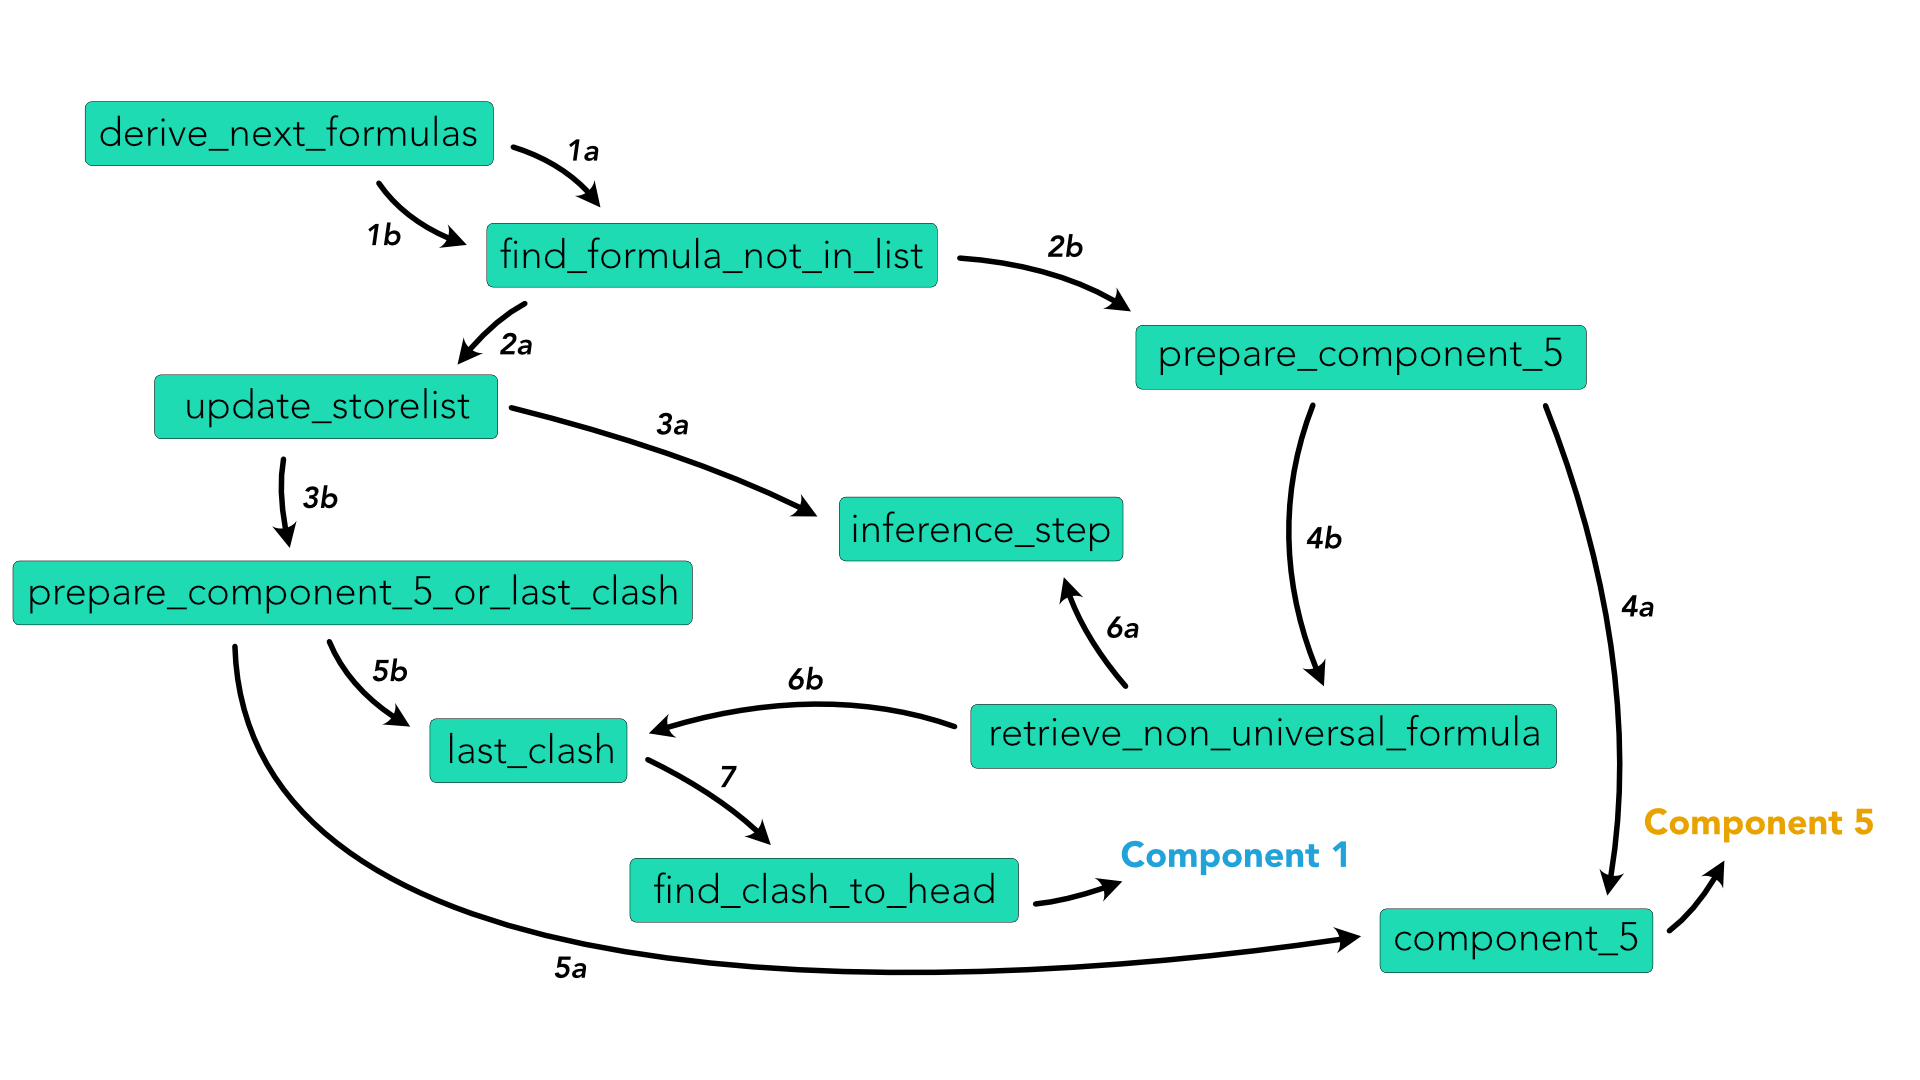 derive_next_formulas
1a
1b
find_formula_not_in_list
2b
2a
prepare_component_5
update_storelist
3a
3b
inference_step
4b
4a
prepare_component_5_or_last_clash
6a
5b
6b
last_clash
retrieve_non_universal_formula
7
Component 5
Component 1
find_clash_to_head
component_5
5a